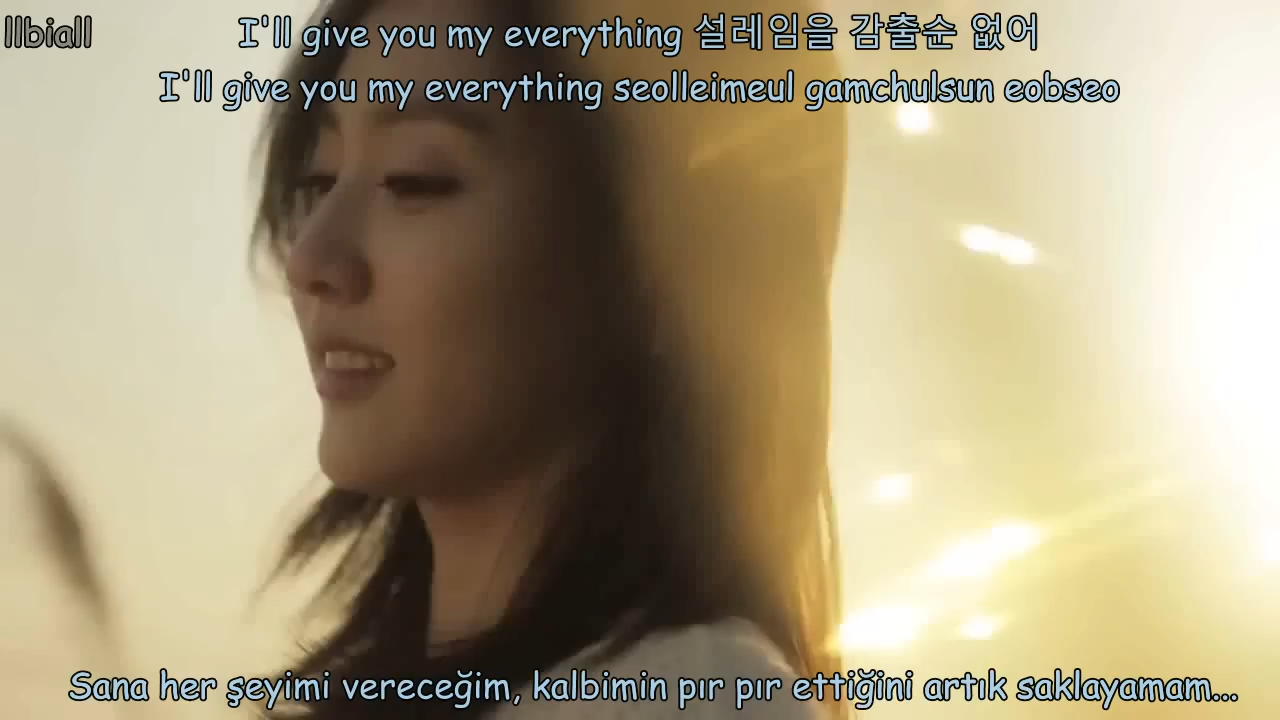 llbiall
I'll give you my everything 설레임을 감출순 없어
I'll give you my everything seolleimeul gamchulsun eobseo
Sana her şeyimi vereceğim, kalbimin pır pır ettiğini artık saklayamam...